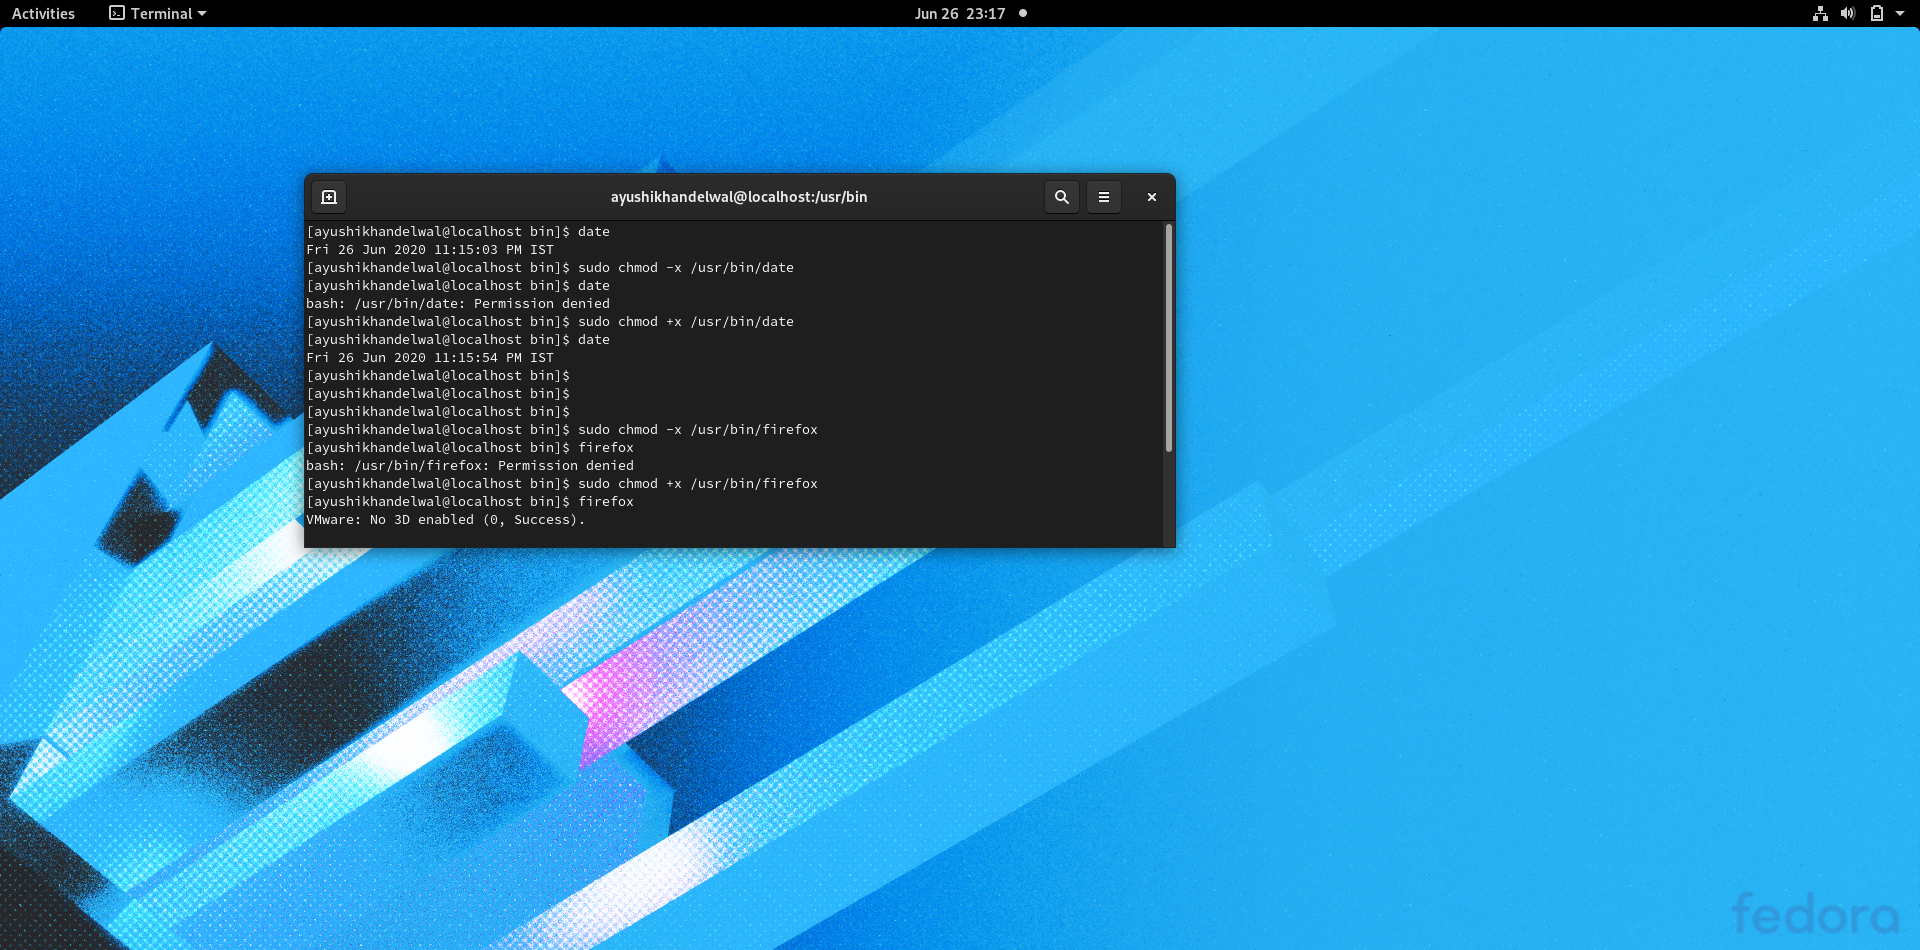 Activities Terminal Jun 26 23:17
ayushikhandelwal@localhost:/usr/bin
[ayushikhandelwal@localhost bin]$ date
Fri 26 Jun 2020 11:15:03 PM IST
[ayushikhandelwal@localhost bin]$ sudo chmod -x /usr/bin/date
[ayushikhandelwal@localhost bin]$ date
bash: /usr/bin/date: Permission denied
[ayushikhandelwal@localhost bin]$ sudo chmod +x /usr/bin/date
[ayushikhandelwal@localhost bin]$ date
Fri 26 Jun 2020 11:15:54 PM IST
[ayushikhandelwal@localhost bin]$
[ayushikhandelwal@localhost bin]$
[ayushikhandelwal@localhost bin]$
[ayushikhandelwal@localhost bin]$ sudo chmod -x /usr/bin/firefox
[ayushikhandelwal@localhost bin]$ firefox
bash: /usr/bin/firefox: Permission denied
[ayushikhandelwal@localhost bin]$ sudo chmod +x /usr/bin/firefox
[ayushikhandelwal@localhost bin]$ firefox
VMware: No 3D enabled (0, Success).
fedora